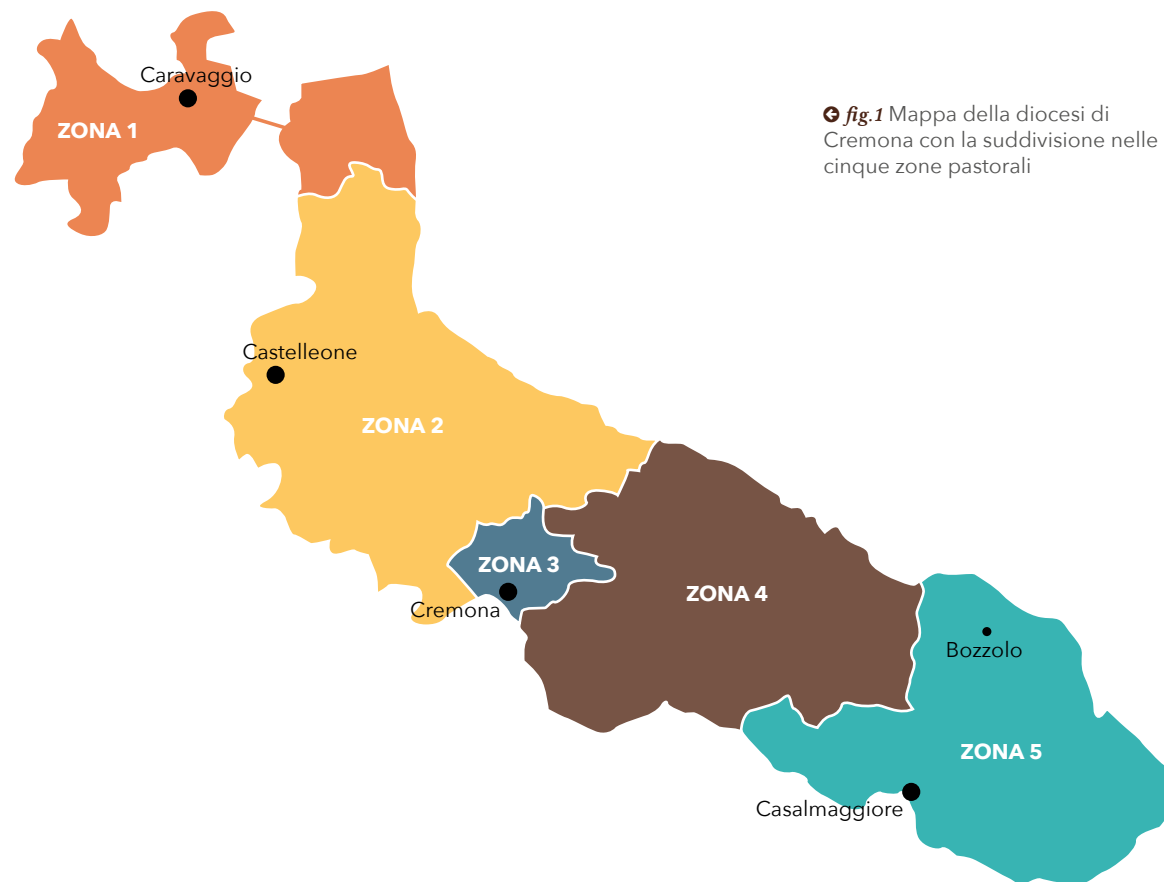 Caravaggio
ZONA 1
fig.1 Mappa della diocesi di
Cremona con la suddivisione nelle
cinque zone pastorali
Castelleone
ZONA 2
ZONA 3
Cremona
ZONA 4
Bozzolo
ZONA 5
Casalmaggiore